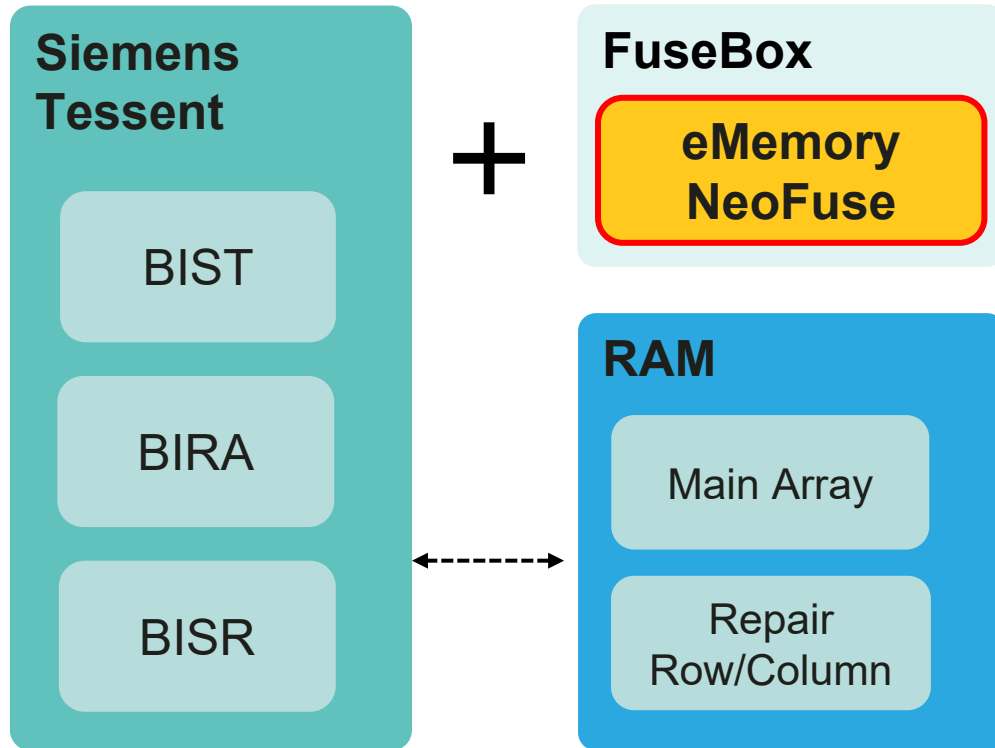 Siemens
Tessent
BIST
BIRA
BISR
+
FuseBox
eMemory
NeoFuse
RAM
Main Array
Repair
Row/Column